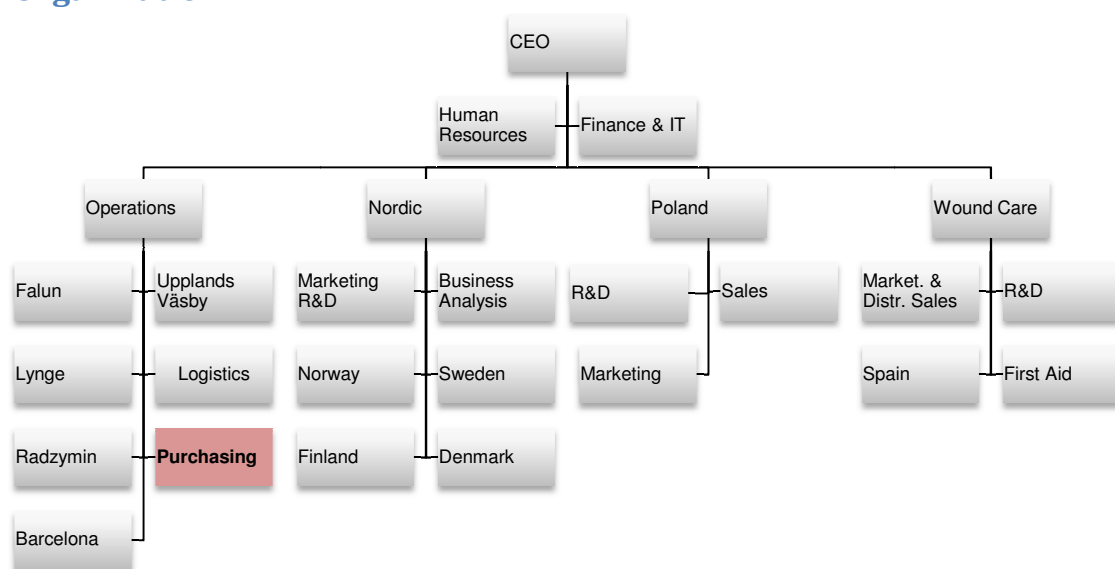 CEO
Human
Resources
Finance & IT
Operations
Nordic
Poland
Wound Care
Falun
Upplands
Väsby
Marketing
R&D
Business
Analysis
R&D
Sales
Market. &
Distr. Sales
R&D
Lynge
Logistics
Norway
Sweden
Marketing
Spain
First Aid
Radzymin
Purchasing
Finland
Denmark
Barcelona